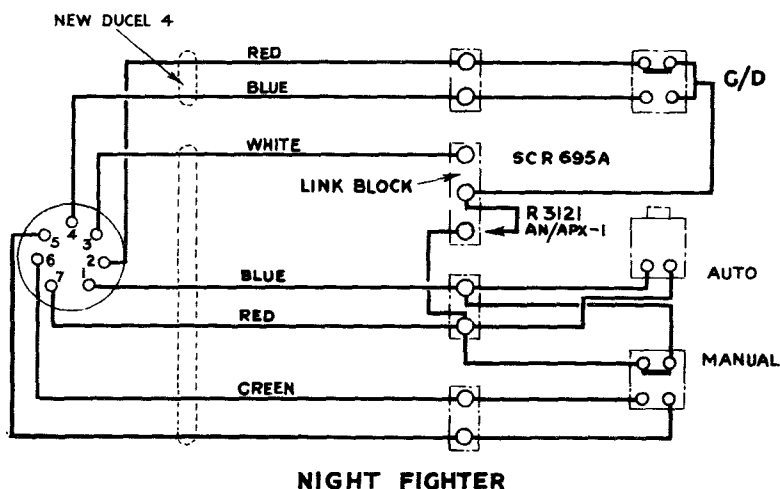 NEW DUCEL 4
RED
BLUE
G/D
WHITE
SCR 695A
LINK BLOCK
R 3121
AN/APX-1
4
5
3
6
2
7
1
BLUE
AUTO
RED
MANUAL
GREEN
NIGHT FIGHTER